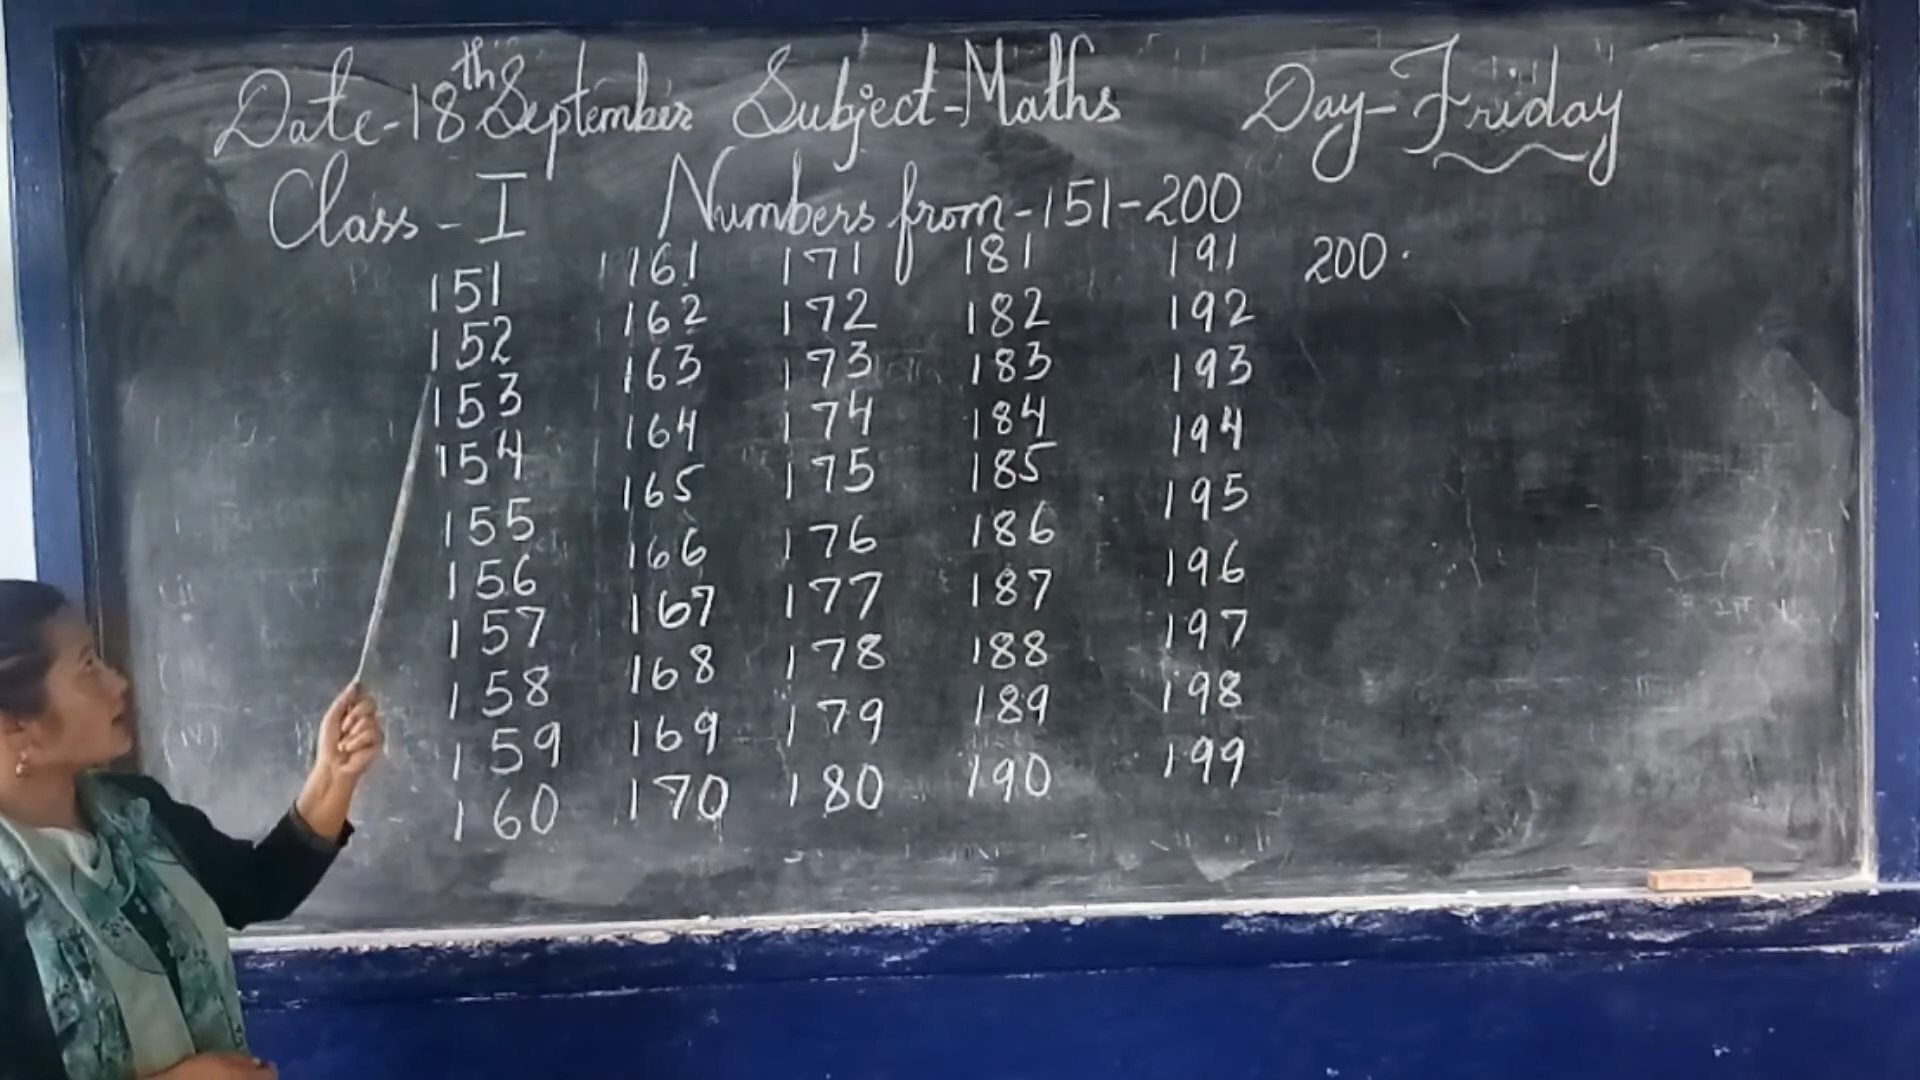 Date-18th September Subject-Maths Day-Friday
Class-I Numbers from-151-200
151 161 171 181 191 200.
152 162 172 182 192
153 163 173 183 193
154 164 174 184 194
155 165 175 185 195
156 166 176 186 196
157 167 177 187 197
158 168 178 188 198
159 169 179 189 199
160 170 180 190